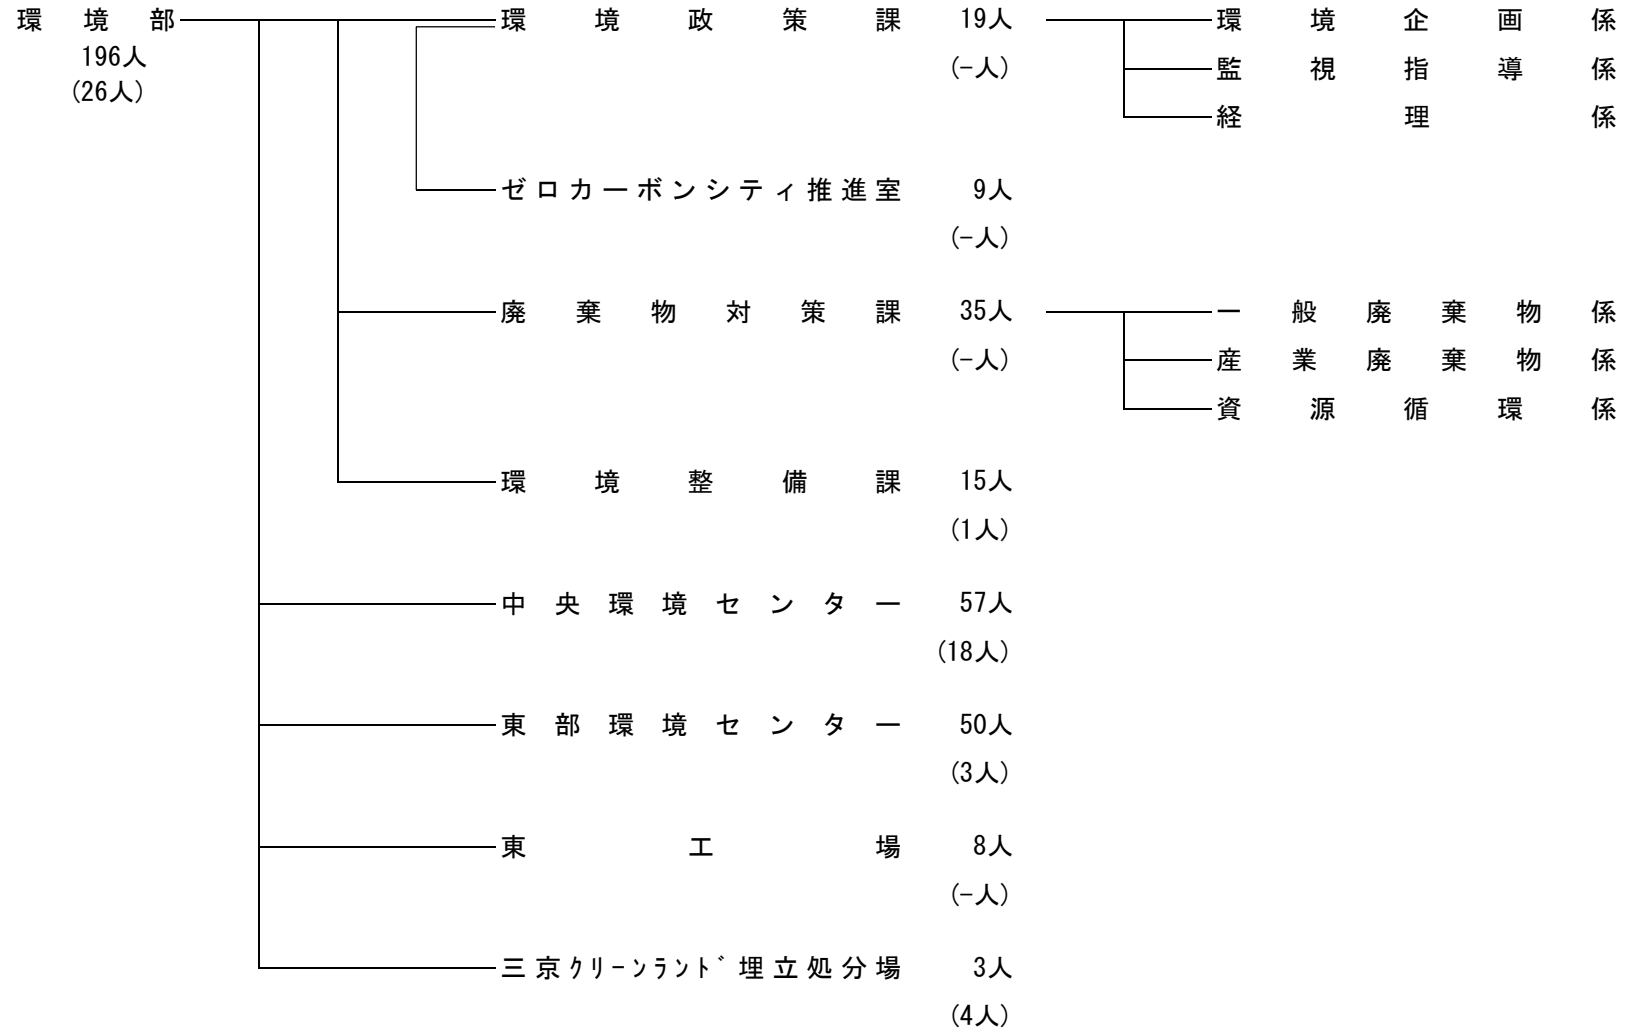 環境部 環境政策課 19人 環境企画係
196人
(26人)
(-人) 監視指導係
経理係
ゼロカーボンシティ推進室 9人
(-人)
廃棄物対策課 35人 一般廃棄物係
(-人) 産業廃棄物係
資源循環係
環境整備課 15人
(1人)
中央環境センター 57人
(18人)
東部環境センター 50人
(3人)
東工場 8人
(-人)
三京ｸﾘｰﾝﾗﾝﾄﾞ埋立処分場 3人
(4人)